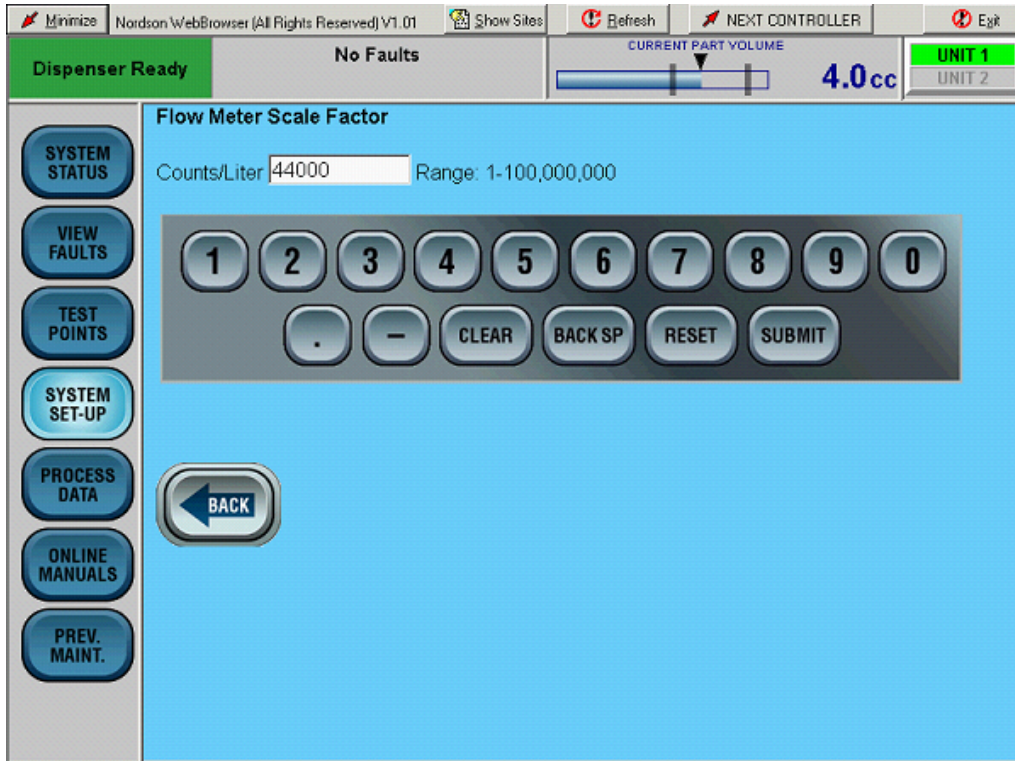 Minimize
Nordson WebBrowser (All Rights Reserved) V1.01
Show Sites
Refresh
NEXT CONTROLLER
Exit
Dispenser Ready
No Faults
CURRENT PART VOLUME
4.0 cc
UNIT 1
UNIT 2
Flow Meter Scale Factor
Counts/Liter 44000 Range: 1-100,000,000
SYSTEM
STATUS
VIEW
FAULTS
TEST
POINTS
SYSTEM
SET-UP
PROCESS
DATA
ONLINE
MANUALS
PREV.
MAINT.
1 2 3 4 5 6 7 8 9 0
. – CLEAR BACK SP RESET SUBMIT
BACK